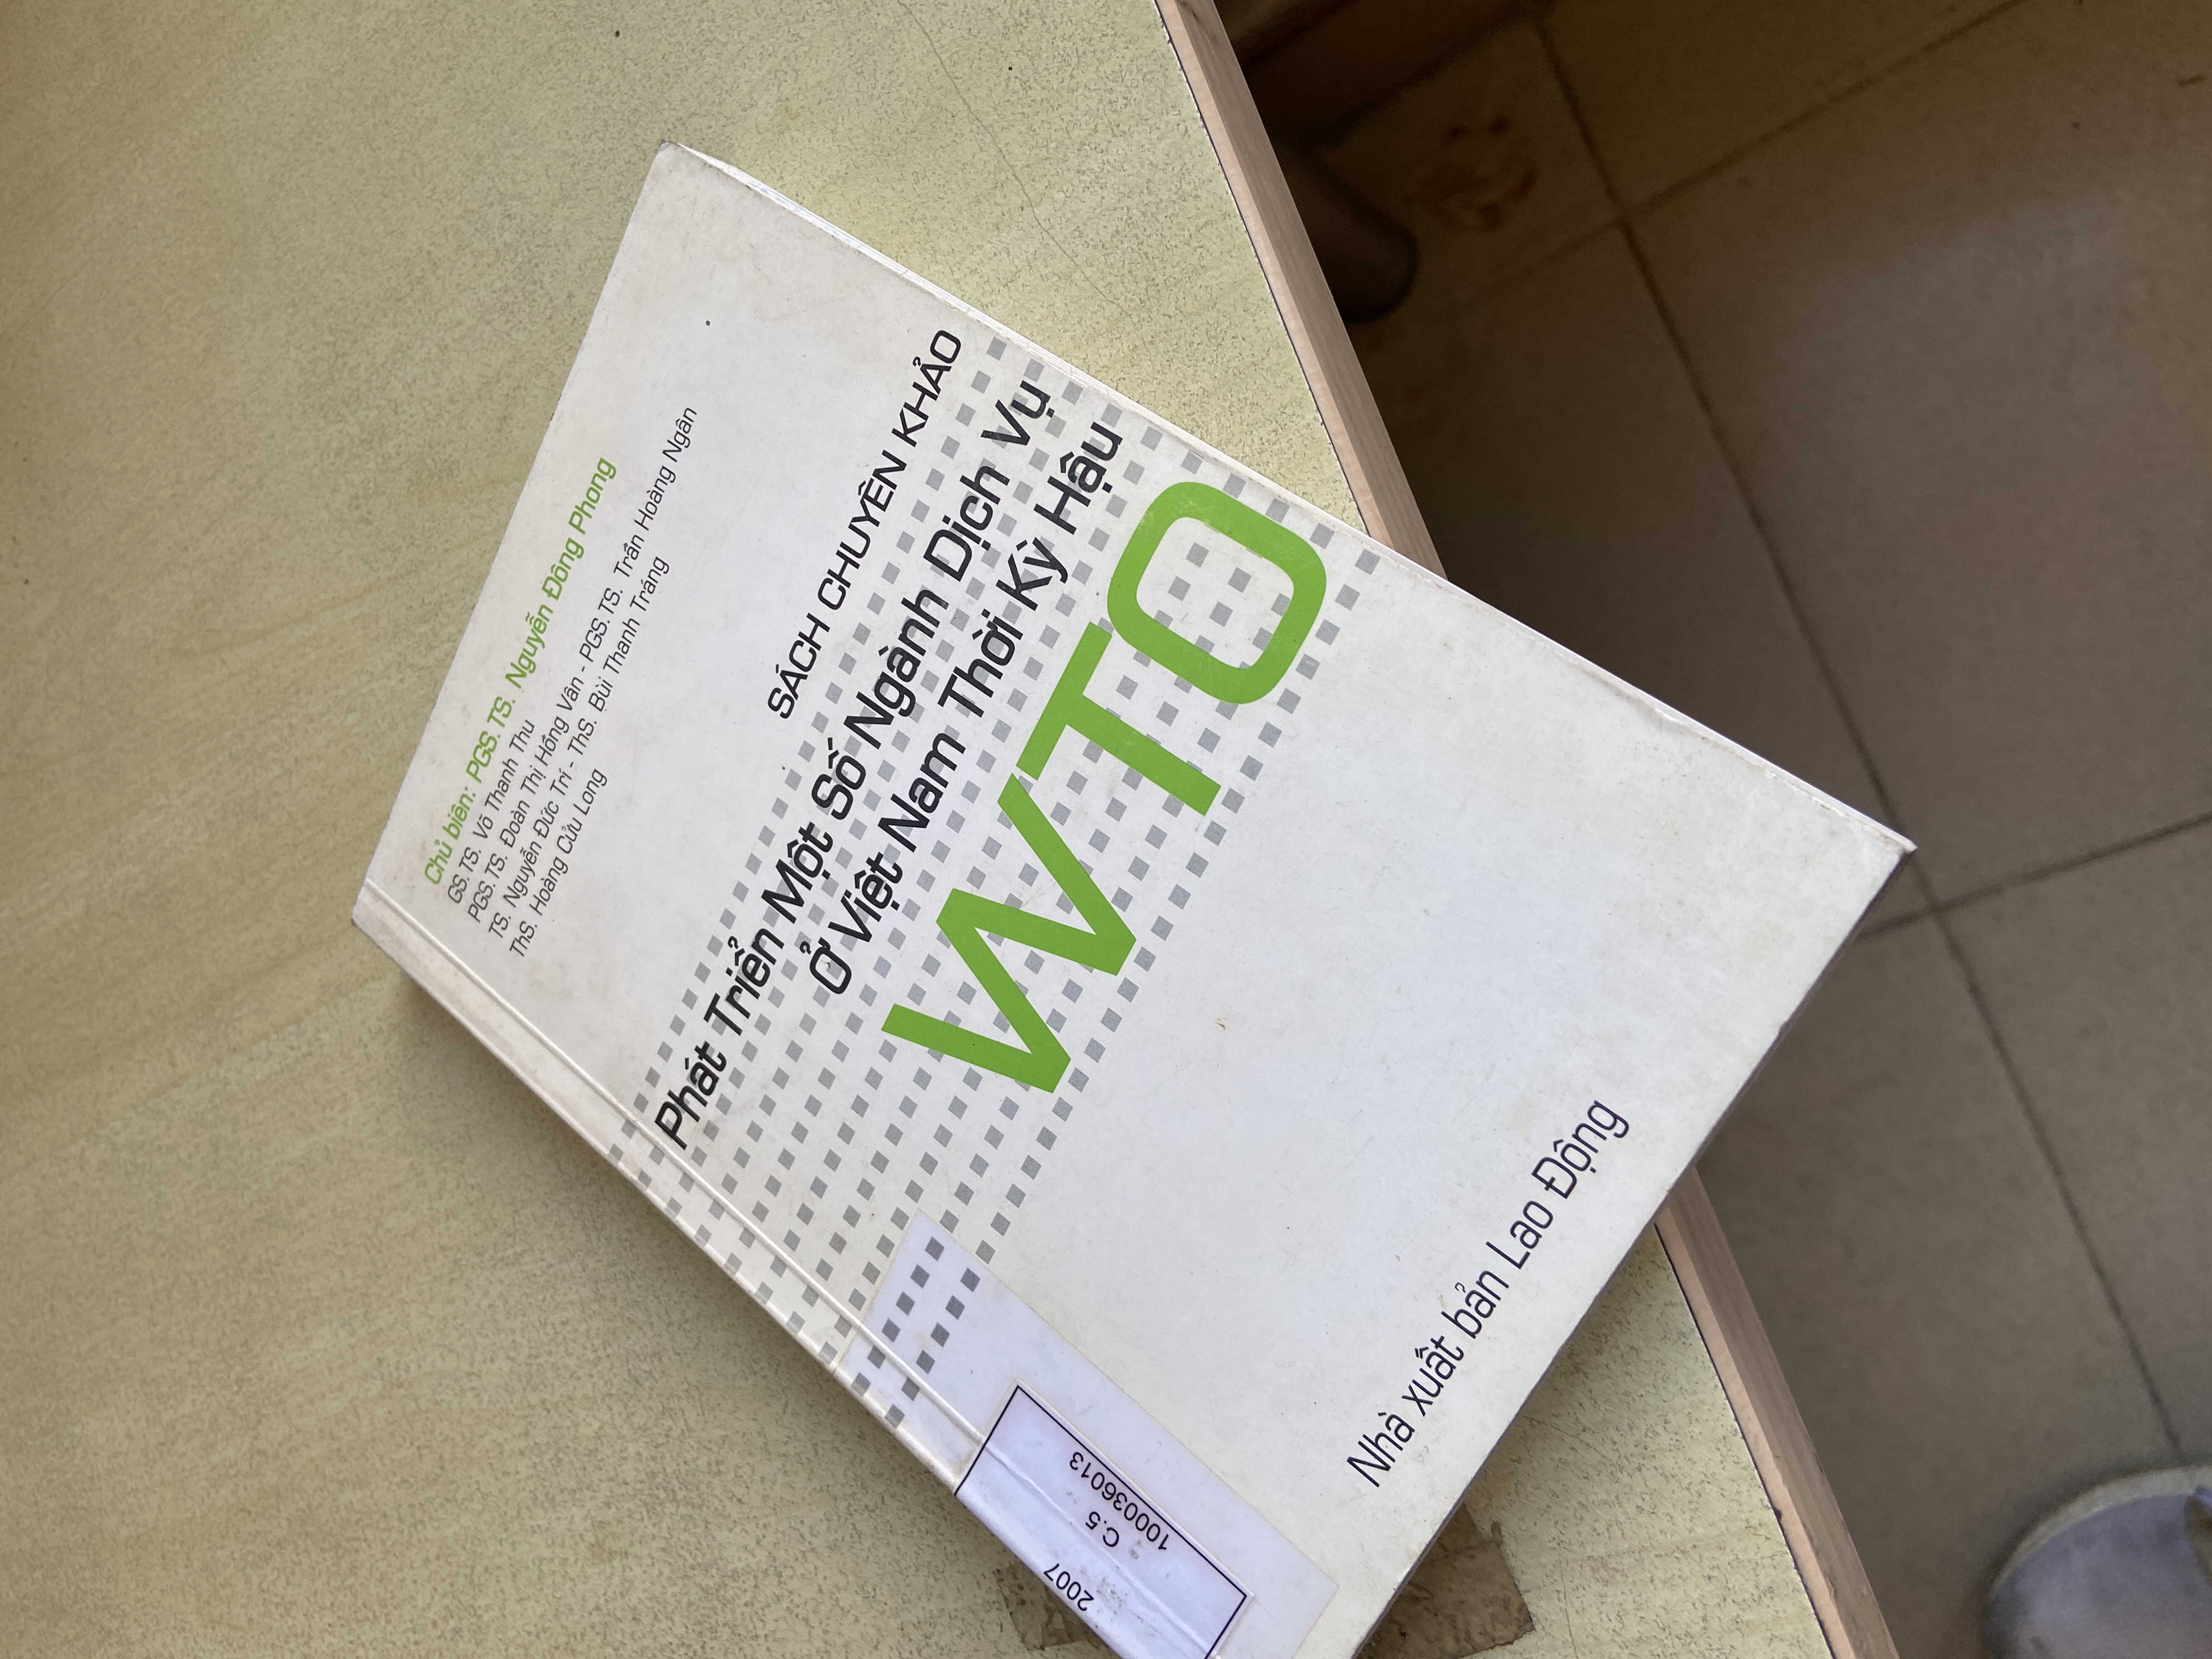 Chủ biên: PGS.TS. Nguyễn Đông Phong
GS.TS. Võ Thanh Thu
PGS.TS. Đoàn Thị Hồng Vân - PGS.TS. Trần Hoàng Ngân
TS. Nguyễn Đức Trí - ThS. Bùi Thanh Tráng
ThS. Hoàng Cửu Long
SÁCH CHUYÊN KHẢO
Phát Triển Một Số Ngành Dịch Vụ
Ở Việt Nam Thời Kỳ Hậu
WTO
2007
C.5
100036013
Nhà xuất bản Lao Động